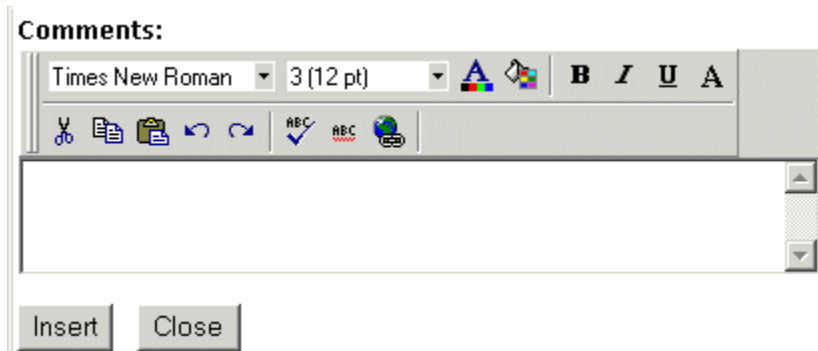 Comments:
Times New Roman 3 (12 pt) A B I U A
ABC ABC
Insert Close